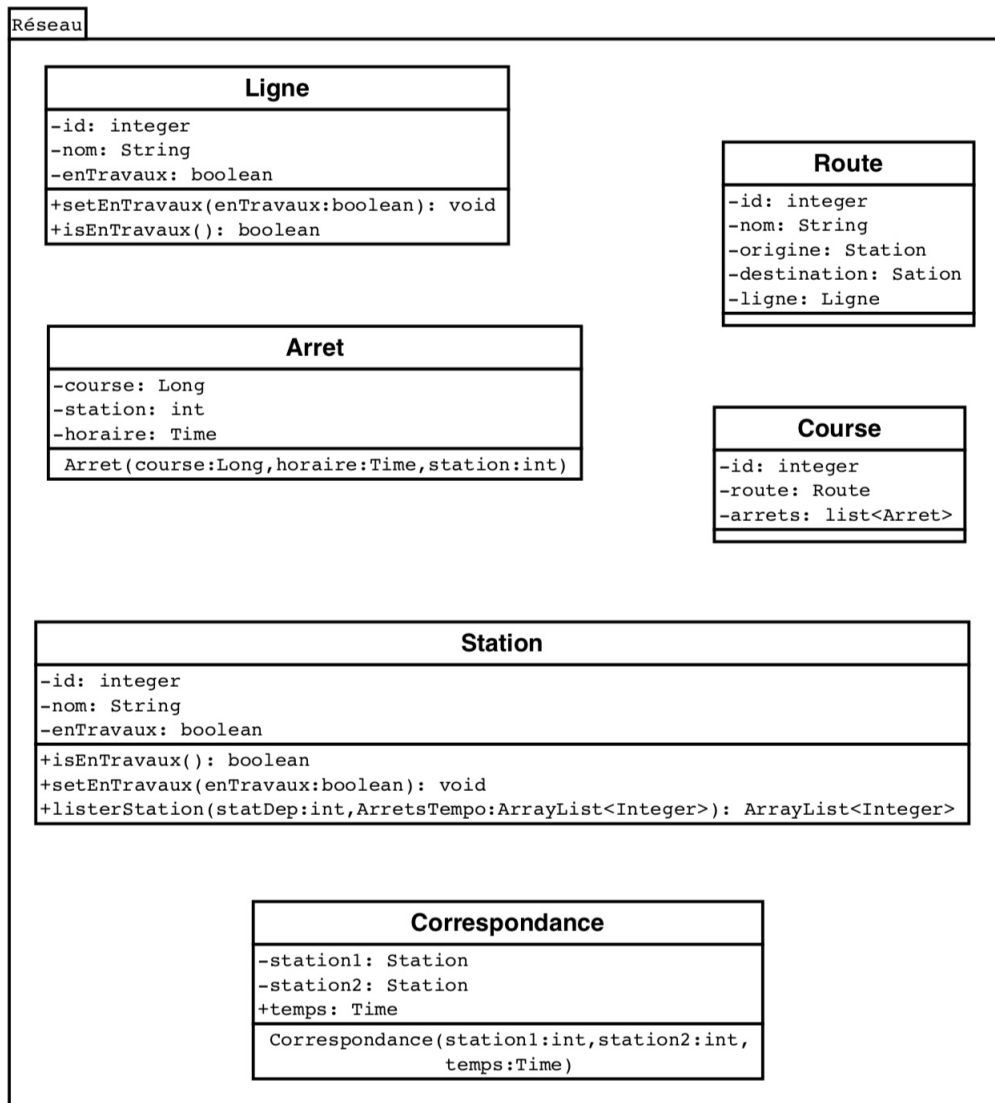 Réseau
Ligne
-id: integer
-nom: String
-enTravaux: boolean
+setEnTravaux(enTravaux:boolean): void
+isEnTravaux(): boolean
Route
-id: integer
-nom: String
-origine: Station
-destination: Sation
-ligne: Ligne
Arret
-course: Long
-station: int
-horaire: Time
Arret(course:Long,horaire:Time,station:int)
Course
-id: integer
-route: Route
-arrets: list<Arret>
Station
-id: integer
-nom: String
-enTravaux: boolean
+isEnTravaux(): boolean
+setEnTravaux(enTravaux:boolean): void
+listerStation(statDep:int,ArretsTempo:ArrayList<Integer>): ArrayList<Integer>
Correspondance
-station1: Station
-station2: Station
+temps: Time
Correspondance(station1:int,station2:int,
temps:Time)